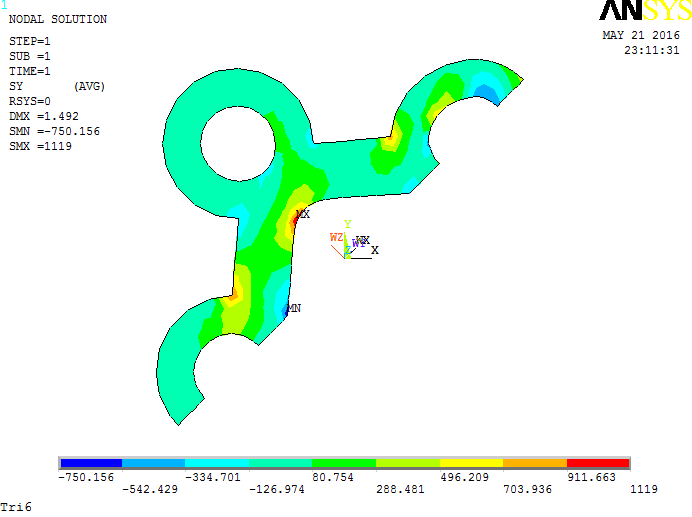 1
ANSYS
NODAL SOLUTION
MAY 21 2016
23:11:31
STEP=1
SUB =1
TIME=1
SY (AVG)
RSYS=0
DMX =1.492
SMN =-750.156
SMX =1119
MX
Y
WZ
WX
WY
Z
X
MN
-750.156 -334.701 80.754 496.209 911.663
-542.429 -126.974 288.481 703.936 1119
Tri6